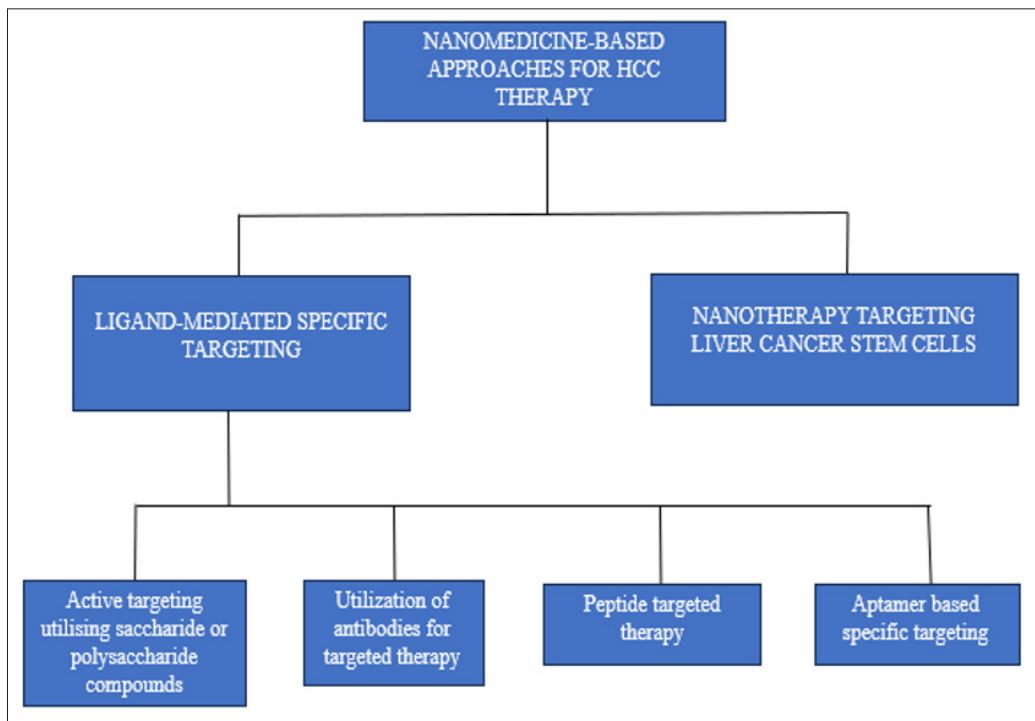 NANOMEDICINE-BASED
APPROACHES FOR HCC
THERAPY
LIGAND-MEDIATED SPECIFIC
TARGETING
NANOTHERAPY TARGETING
LIVER CANCER STEM CELLS
Active targeting
utilising saccharide or
polysaccharide
compounds
Utilization of
antibodies for
targeted therapy
Peptide targeted
therapy
Aptamer based
specific targeting